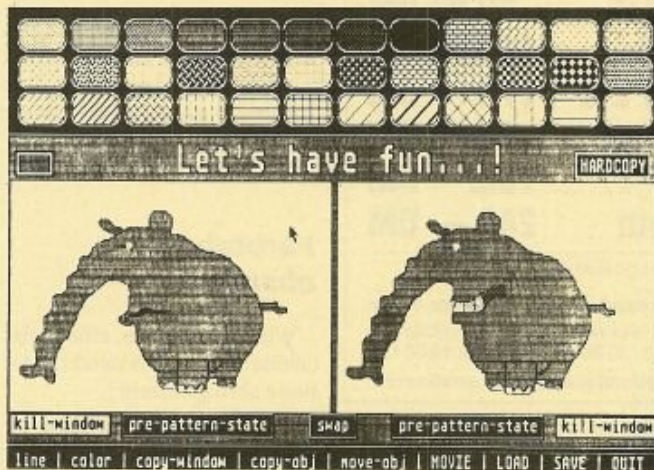 Let's have fun...!
HARDCOPY
kill-window pre-pattern-state swap pre-pattern-state kill-window
line | color | copy-window | copy-obj | move-obj | MOVIE | LOAD | SAVE | QUIT